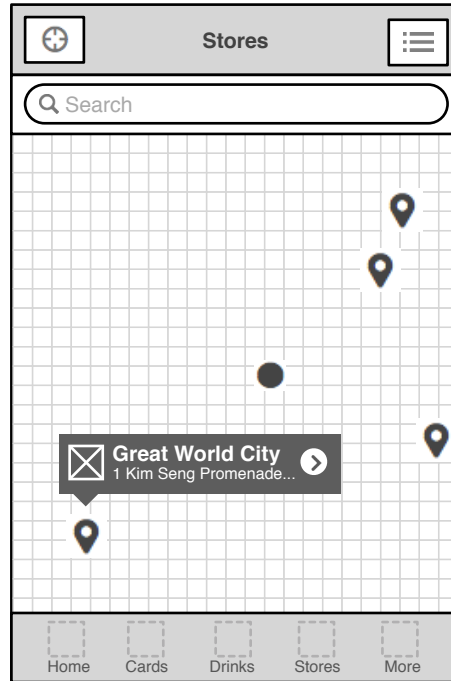 Stores
Search
Great World City
1 Kim Seng Promenade...
Home Cards Drinks Stores More